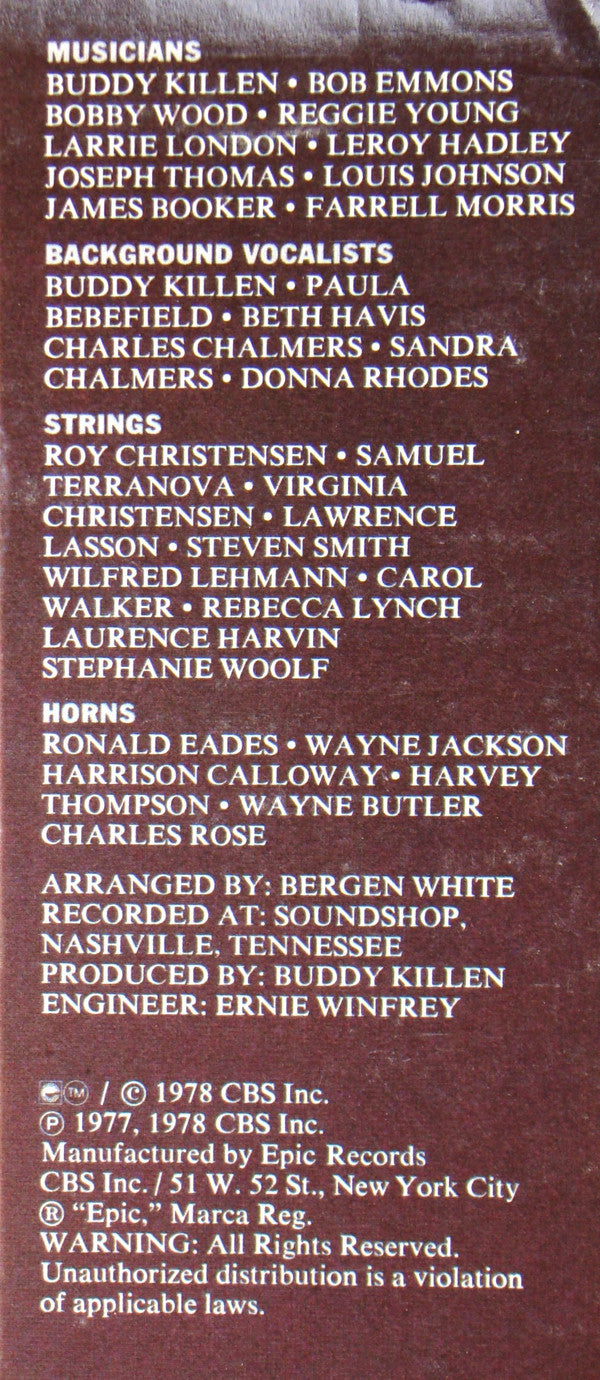 MUSICIANS
BUDDY KILLEN • BOB EMMONS
BOBBY WOOD • REGGIE YOUNG
LARRIE LONDON • LEROY HADLEY
JOSEPH THOMAS • LOUIS JOHNSON
JAMES BOOKER • FARRELL MORRIS
BACKGROUND VOCALISTS
BUDDY KILLEN • PAULA
BEBEFIELD • BETH HAVIS
CHARLES CHALMERS • SANDRA
CHALMERS • DONNA RHODES
STRINGS
ROY CHRISTENSEN • SAMUEL
TERRANOVA • VIRGINIA
CHRISTENSEN • LAWRENCE
LASSON • STEVEN SMITH
WILFRED LEHMANN • CAROL
WALKER • REBECCA LYNCH
LAURENCE HARVIN
STEPHANIE WOOLF
HORNS
RONALD EADES • WAYNE JACKSON
HARRISON CALLOWAY • HARVEY
THOMPSON • WAYNE BUTLER
CHARLES ROSE
ARRANGED BY: BERGEN WHITE
RECORDED AT: SOUNDSHOP,
NASHVILLE, TENNESSEE
PRODUCED BY: BUDDY KILLEN
ENGINEER: ERNIE WINFREY
e TM / © 1978 CBS Inc.
℗ 1977, 1978 CBS Inc.
Manufactured by Epic Records
CBS Inc. / 51 W. 52 St., New York City
® “Epic,” Marca Reg.
WARNING: All Rights Reserved.
Unauthorized distribution is a violation
of applicable laws.